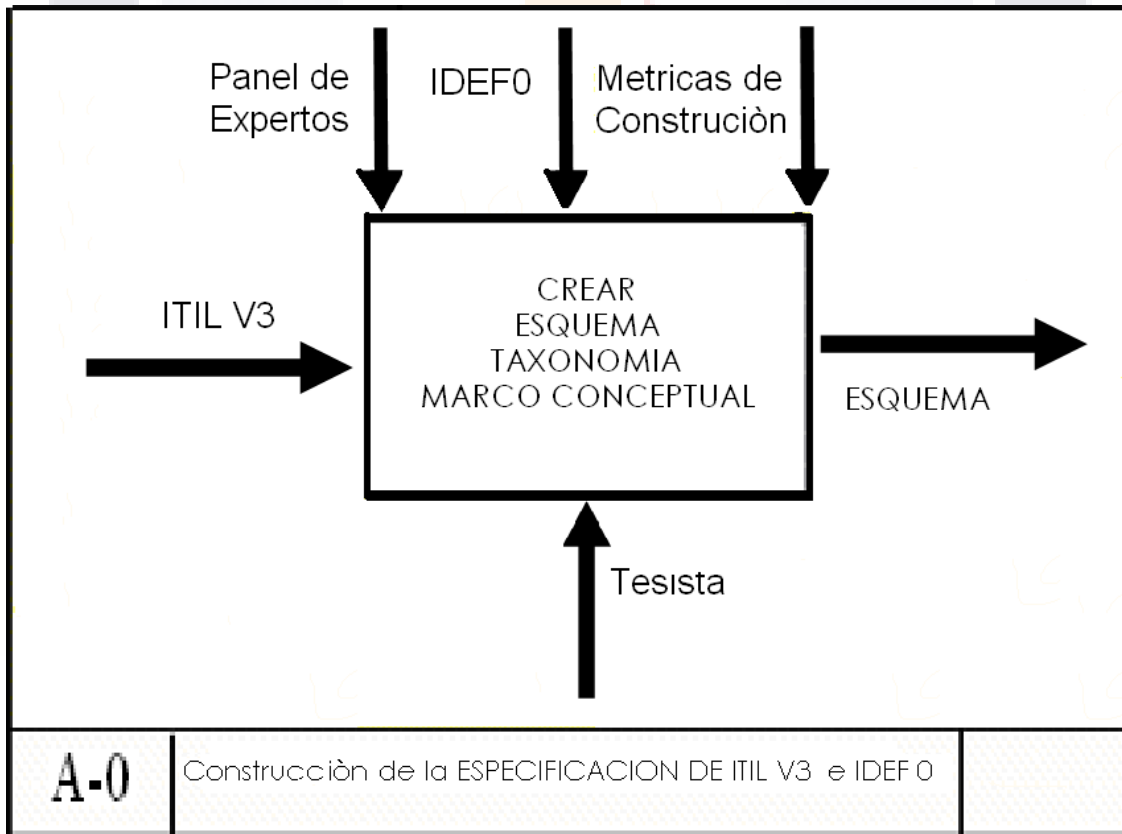 Panel de
Expertos
IDEF0
Metricas de
Construciòn
ITIL V3
CREAR
ESQUEMA
TAXONOMIA
MARCO CONCEPTUAL
ESQUEMA
Tesista
A-0
Construcciòn de la ESPECIFICACION DE ITIL V3 e IDEF 0